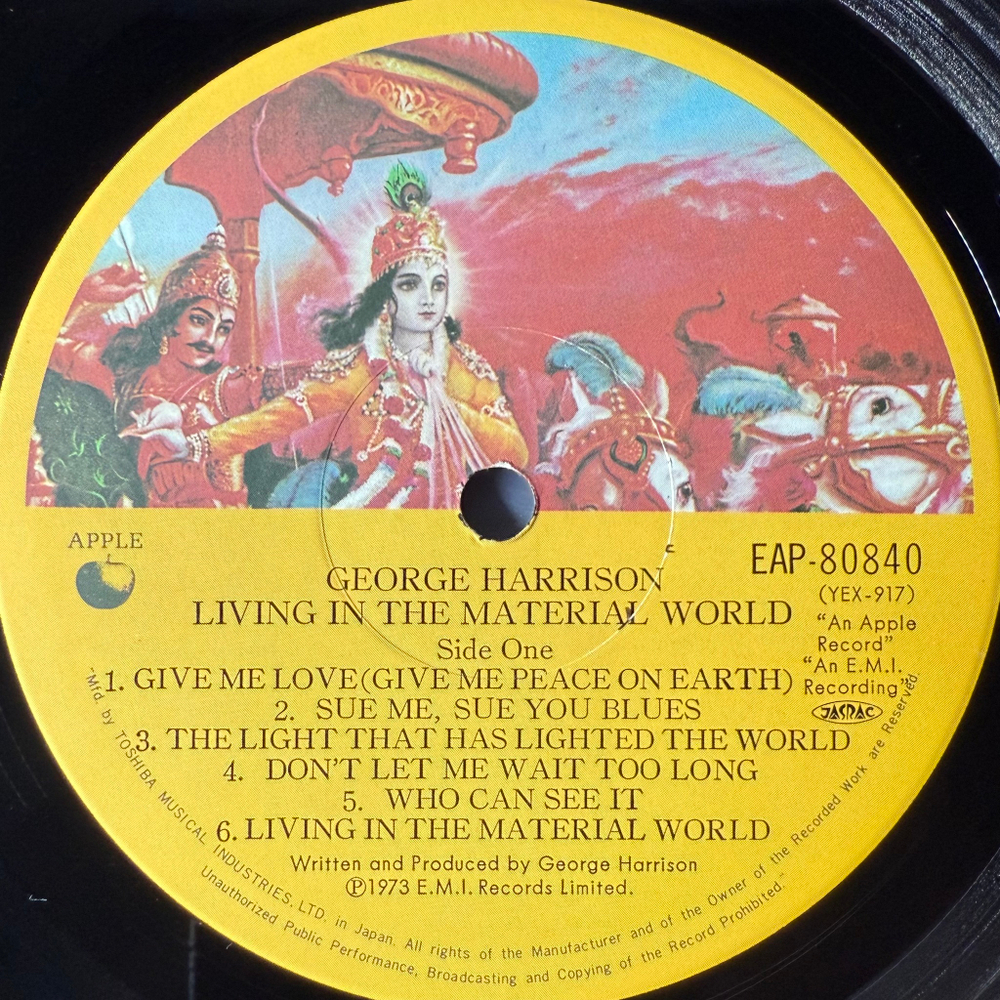 APPLE
EAP-80840
(YEX-917)
GEORGE HARRISON
LIVING IN THE MATERIAL WORLD
"An Apple
Record"
"An E.M.I.
Recording"
JASRAC
Side One
1. GIVE ME LOVE(GIVE ME PEACE ON EARTH)
2. SUE ME, SUE YOU BLUES
3. THE LIGHT THAT HAS LIGHTED THE WORLD
4. DON'T LET ME WAIT TOO LONG
5. WHO CAN SEE IT
6. LIVING IN THE MATERIAL WORLD
Written and Produced by George Harrison
Ⓟ1973 E.M.I. Records Limited.
"Mfd. by TOSHIBA MUSICAL INDUSTRIES, LTD. in Japan. All rights of the Manufacturer and of the Owner of the Recorded Work are Reserved.
Unauthorized Public Performance, Broadcasting and Copying of the Record Prohibited."